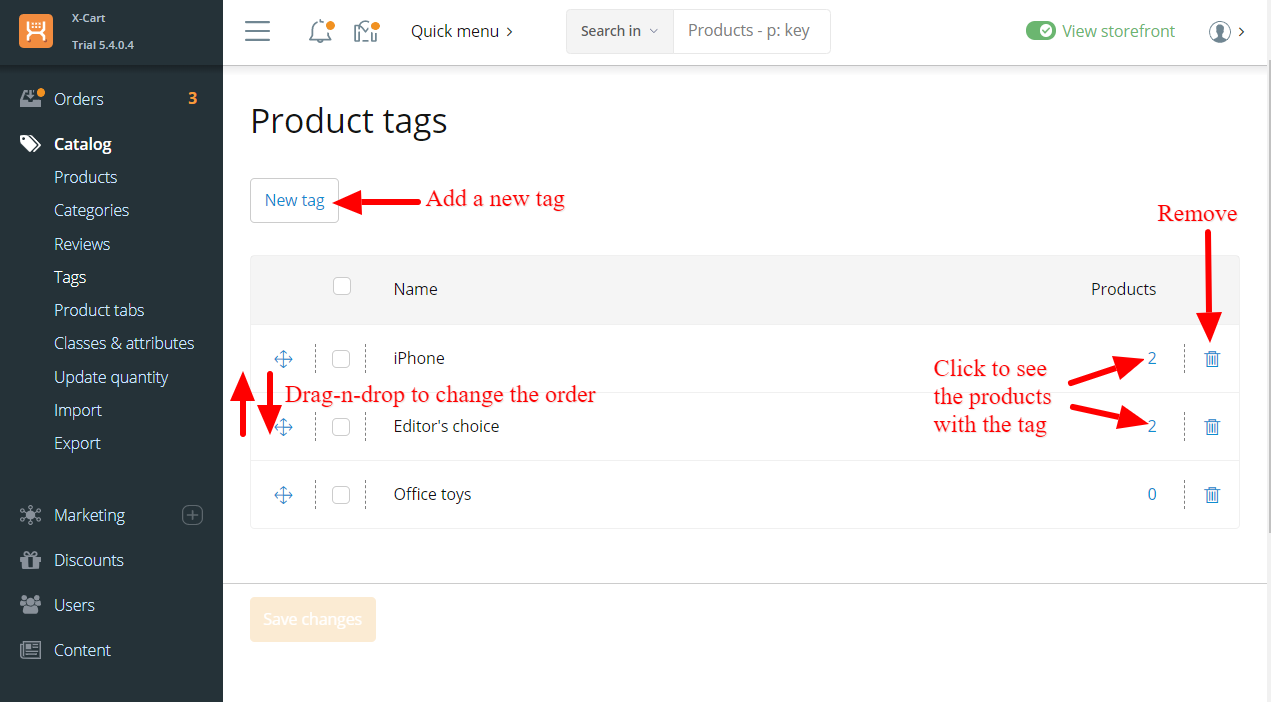 X-Cart
Trial 5.4.0.4
Quick menu
Search in
Products - p: key
View storefront
Orders 3
Catalog
Products
Categories
Reviews
Tags
Product tabs
Classes & attributes
Update quantity
Import
Export
Marketing
Discounts
Users
Content
Product tags
New tag
Add a new tag
Remove
Name Products
iPhone 2
Drag-n-drop to change the order
Click to see
the products
with the tag
Editor's choice 2
Office toys 0
Save changes